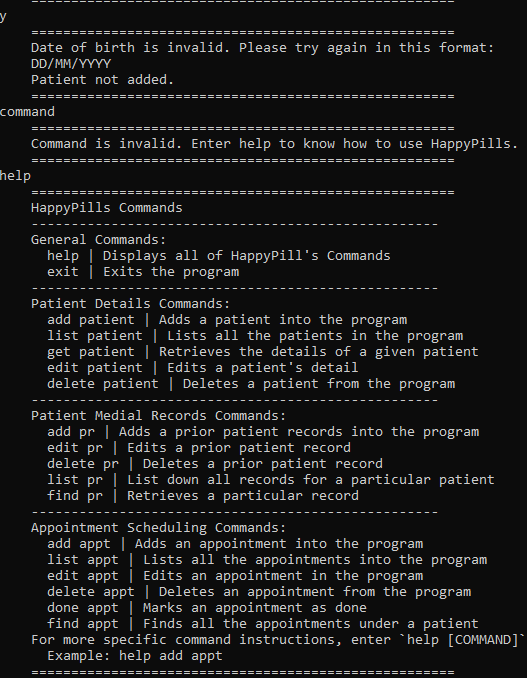 =====================================================
y
=====================================================
Date of birth is invalid. Please try again in this format:
DD/MM/YYYY
Patient not added.
=====================================================
command
=====================================================
Command is invalid. Enter help to know how to use HappyPills.
=====================================================
help
=====================================================
HappyPills Commands
---------------------------------------------------
General Commands:
help | Displays all of HappyPill's Commands
exit | Exits the program
---------------------------------------------------
Patient Details Commands:
add patient | Adds a patient into the program
list patient | Lists all the patients in the program
get patient | Retrieves the details of a given patient
edit patient | Edits a patient's detail
delete patient | Deletes a patient from the program
---------------------------------------------------
Patient Medial Records Commands:
add pr | Adds a prior patient records into the program
edit pr | Edits a prior patient record
delete pr | Deletes a prior patient record
list pr | List down all records for a particular patient
find pr | Retrieves a particular record
---------------------------------------------------
Appointment Scheduling Commands:
add appt | Adds an appointment into the program
list appt | Lists all the appointments into the program
edit appt | Edits an appointment in the program
delete appt | Deletes an appointment from the program
done appt | Marks an appointment as done
find appt | Finds all the appointments under a patient
For more specific command instructions, enter `help [COMMAND]`
Example: help add appt
=====================================================